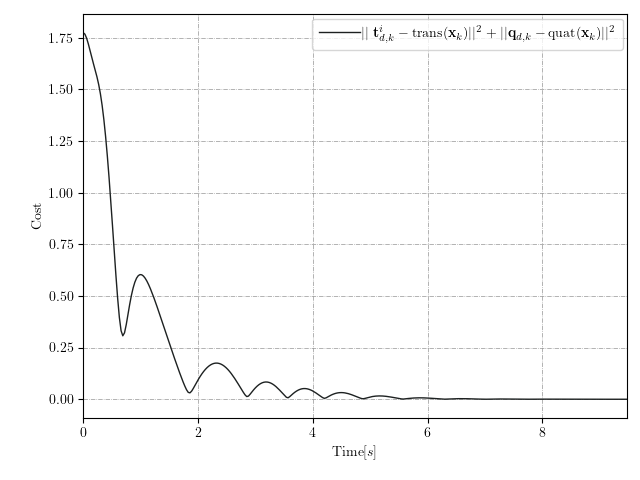 || t^i_{d,k} − trans(x_k)||^2 + ||q_{d,k} − quat(x_k)||^2
1.75
1.50
1.25
1.00
0.75
0.50
0.25
0.00
Cost
0 2 4 6 8
Time[s]